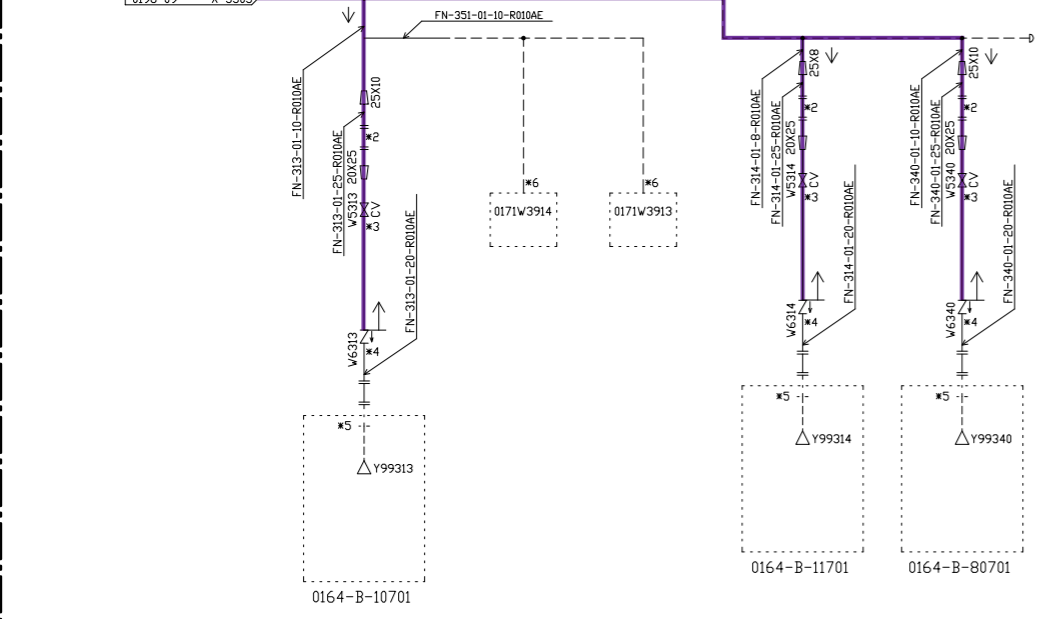 FN-351-01-10-R010AE
FN-313-01-10-R010AE
25X10
FN-313-01-25-R010AE
*2
20X25
W5313
CV
*3
FN-313-01-20-R010AE
W6313
*4
*5
Y99313
0164-B-10701
*6
0171W3914
*6
0171W3913
FN-314-01-8-R010AE
25X8
FN-314-01-25-R010AE
*2
20X25
W5314
CV
*3
FN-314-01-20-R010AE
W6314
*4
*5
Y99314
0164-B-11701
FN-340-01-10-R010AE
25X10
FN-340-01-25-R010AE
*2
20X25
W5340
CV
*3
FN-340-01-20-R010AE
W6340
*4
*5
Y99340
0164-B-80701